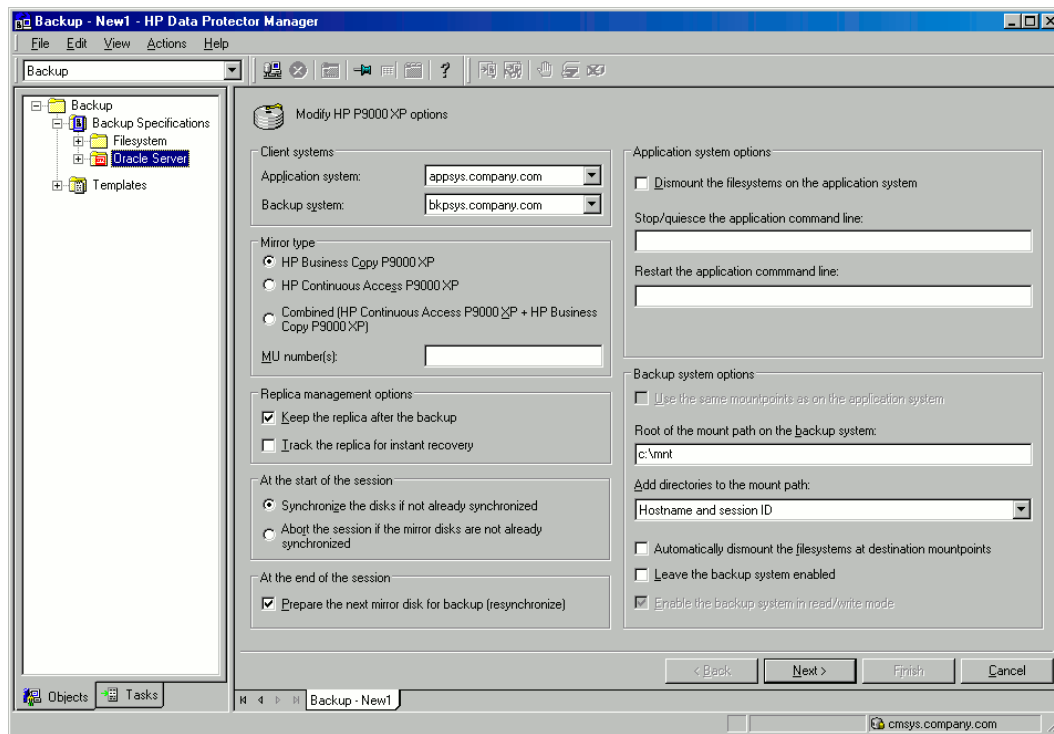 Backup - New1 - HP Data Protector Manager
File Edit View Actions Help
Backup
Backup
Backup Specifications
Filesystem
Oracle Server
Templates
Objects
Tasks
Modify HP P9000 XP options
Client systems
Application system:
appsys.company.com
Backup system:
bkpsys.company.com
Mirror type
HP Business Copy P9000 XP
HP Continuous Access P9000 XP
Combined (HP Continuous Access P9000 XP + HP Business
Copy P9000 XP)
MU number(s):
Replica management options
Keep the replica after the backup
Track the replica for instant recovery
At the start of the session
Synchronize the disks if not already synchronized
Abort the session if the mirror disks are not already
synchronized
At the end of the session
Prepare the next mirror disk for backup (resynchronize)
Application system options
Dismount the filesystems on the application system
Stop/quiesce the application command line:
Restart the application commmand line:
Backup system options
Use the same mountpoints as on the application system
Root of the mount path on the backup system:
c:\mnt
Add directories to the mount path:
Hostname and session ID
Automatically dismount the filesystems at destination mountpoints
Leave the backup system enabled
Enable the backup system in read/write mode
< Back
Next >
Finish
Cancel
Backup - New1
cmsys.company.com